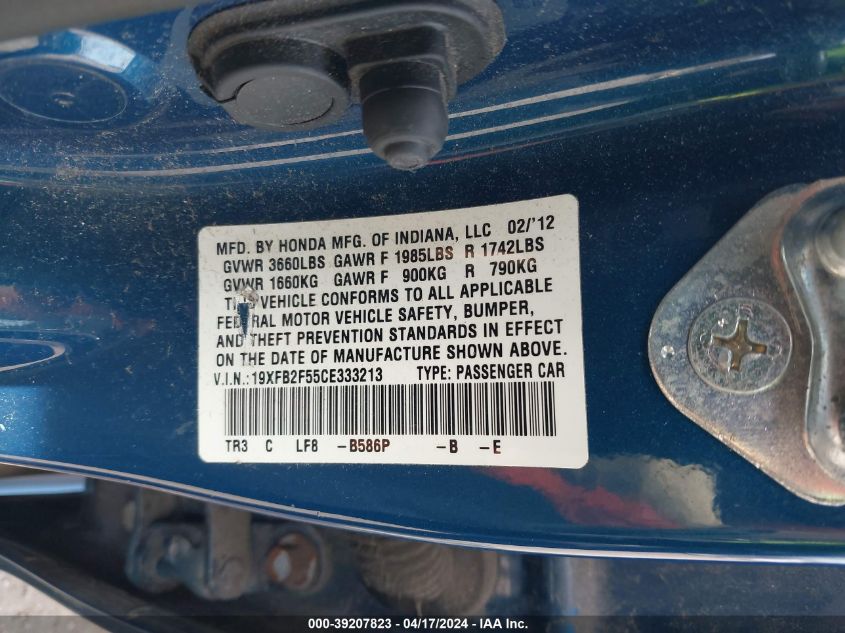 MFD. BY HONDA MFG. OF INDIANA, LLC 02/'12
GVWR 3660LBS GAWR F 1985LBS R 1742LBS
GVWR 1660KG GAWR F 900KG R 790KG
VEHICLE CONFORMS TO ALL APPLICABLE
MOTOR VEHICLE SAFETY, BUMPER,
AND THEFT PREVENTION STANDARDS IN EFFECT
ON THE DATE OF MANUFACTURE SHOWN ABOVE.
V.I.N.:19XFB2F55CE333213 TYPE: PASSENGER CAR
TR3 C LF8 -B586P -B -E
000-39207823 - 04/17/2024 - IAA Inc.